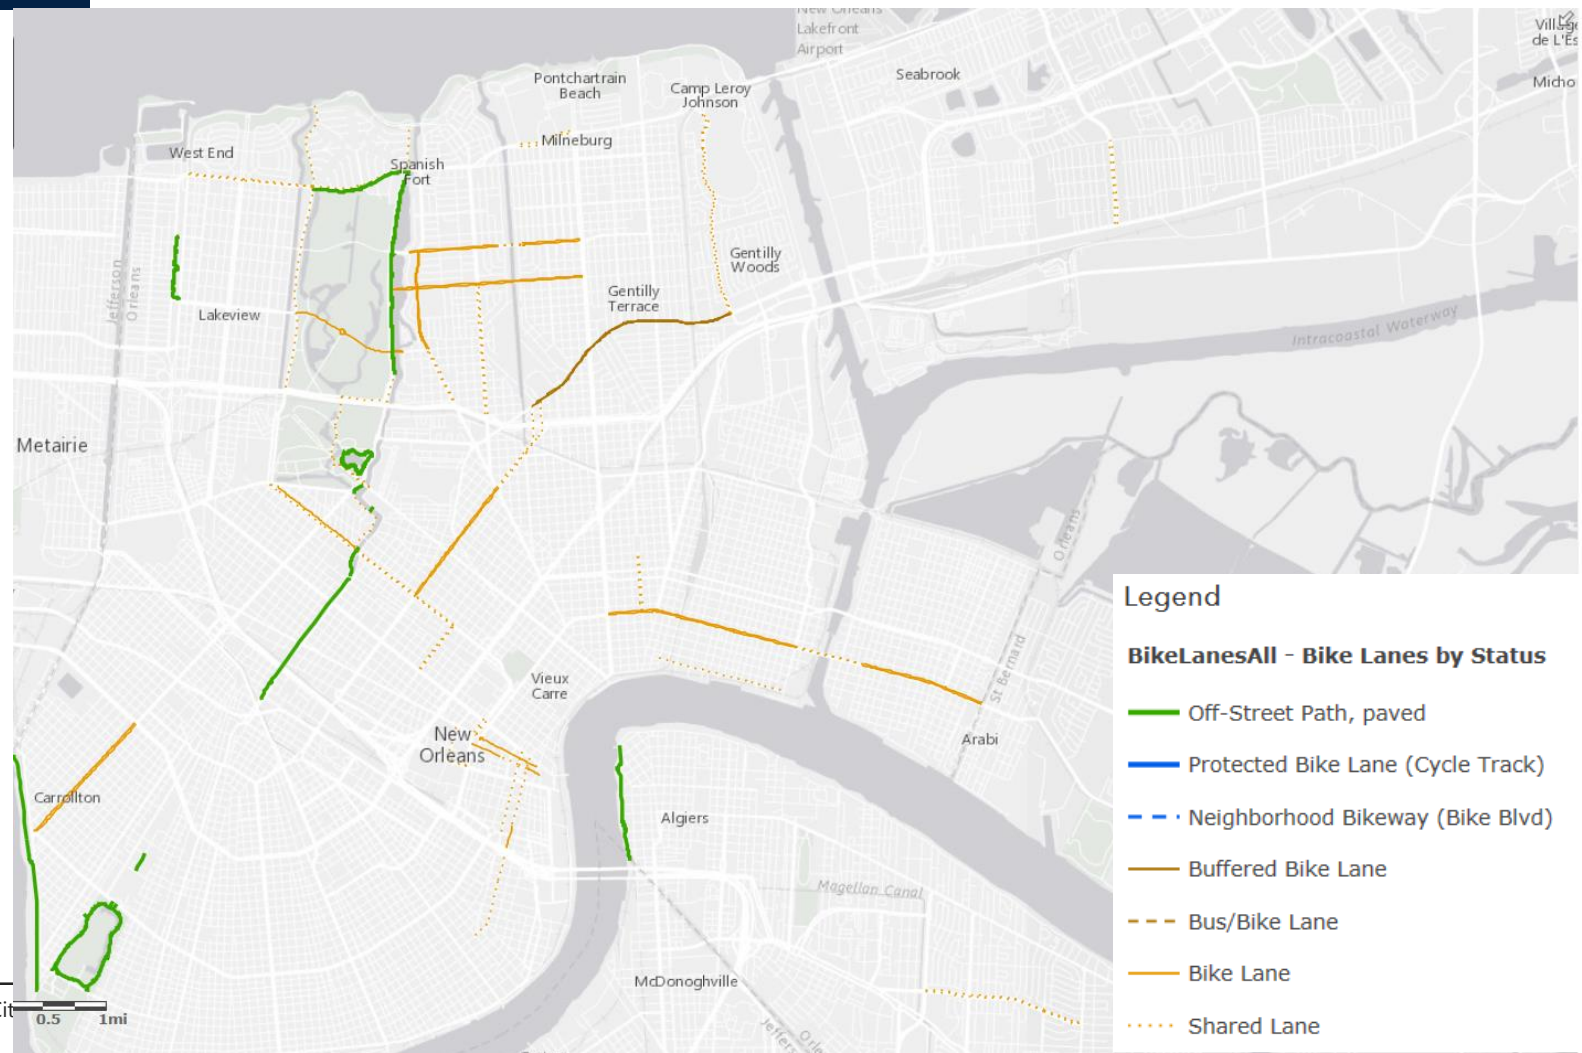 New Orleans
Lakefront
Airport
Seabrook
Pontchartrain
Beach
Camp Leroy
Johnson
Micho
West End
Milneburg
Spanish
Fort
Gentilly
Woods
Gentilly
Terrace
Jefferson
Orleans
Lakeview
Intracoastal Waterway
Metairie
Orleans
St Bernard
Vieux
Carre
New
Orleans
Arabi
Carrollton
Algiers
Magellan Canal
McDonoghville
0.5
1mi
Legend
BikeLanesAll - Bike Lanes by Status
Off-Street Path, paved
Protected Bike Lane (Cycle Track)
Neighborhood Bikeway (Bike Blvd)
Buffered Bike Lane
Bus/Bike Lane
Bike Lane
Shared Lane